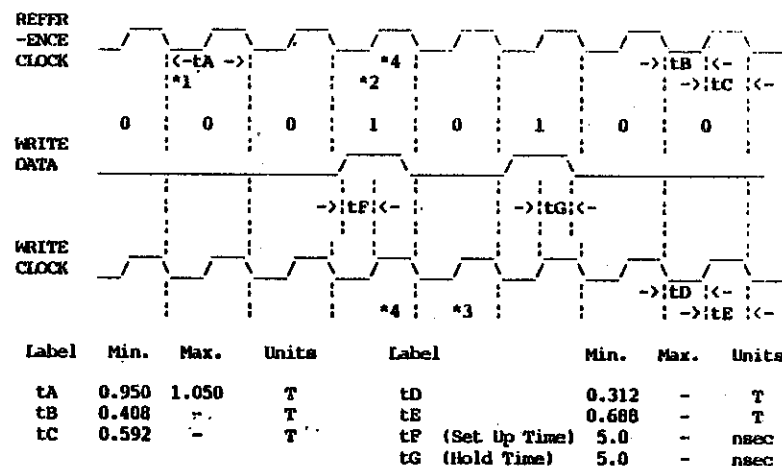 REFER
-ENCE
CLOCK
<-tA -> *4 ->|tB |<-
*1 *2 ->|tC |<-
0 0 0 1 0 1 0 0
WRITE
DATA
->|tF|<- ->|tG|<-
WRITE
CLOCK
->|tD |<-
*4 *3 ->|tE |<-
Label Min. Max. Units Label Min. Max. Units
tA 0.950 1.050 T tD 0.312 - T
tB 0.408 - T tE 0.688 - T
tC 0.592 - T tF (Set Up Time) 5.0 - nsec
tG (Hold Time) 5.0 - nsec